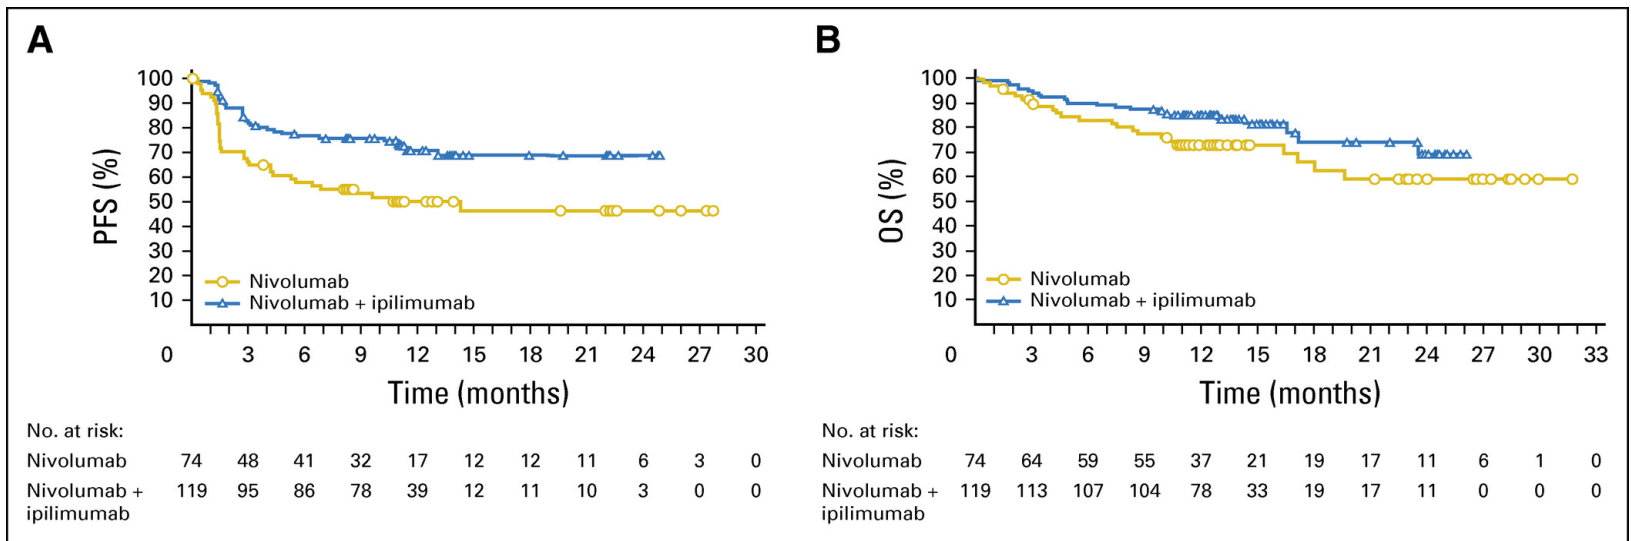 A
PFS (%)
100
90
80
70
60
50
40
30
20
10
Nivolumab
Nivolumab + ipilimumab
0 3 6 9 12 15 18 21 24 27 30
Time (months)
No. at risk:
Nivolumab 74 48 41 32 17 12 12 11 6 3 0
Nivolumab + 119 95 86 78 39 12 11 10 3 0 0
ipilimumab
B
OS (%)
100
90
80
70
60
50
40
30
20
10
Nivolumab
Nivolumab + ipilimumab
0 3 6 9 12 15 18 21 24 27 30 33
Time (months)
No. at risk:
Nivolumab 74 64 59 55 37 21 19 17 11 6 1 0
Nivolumab + 119 113 107 104 78 33 19 17 11 0 0 0
ipilimumab